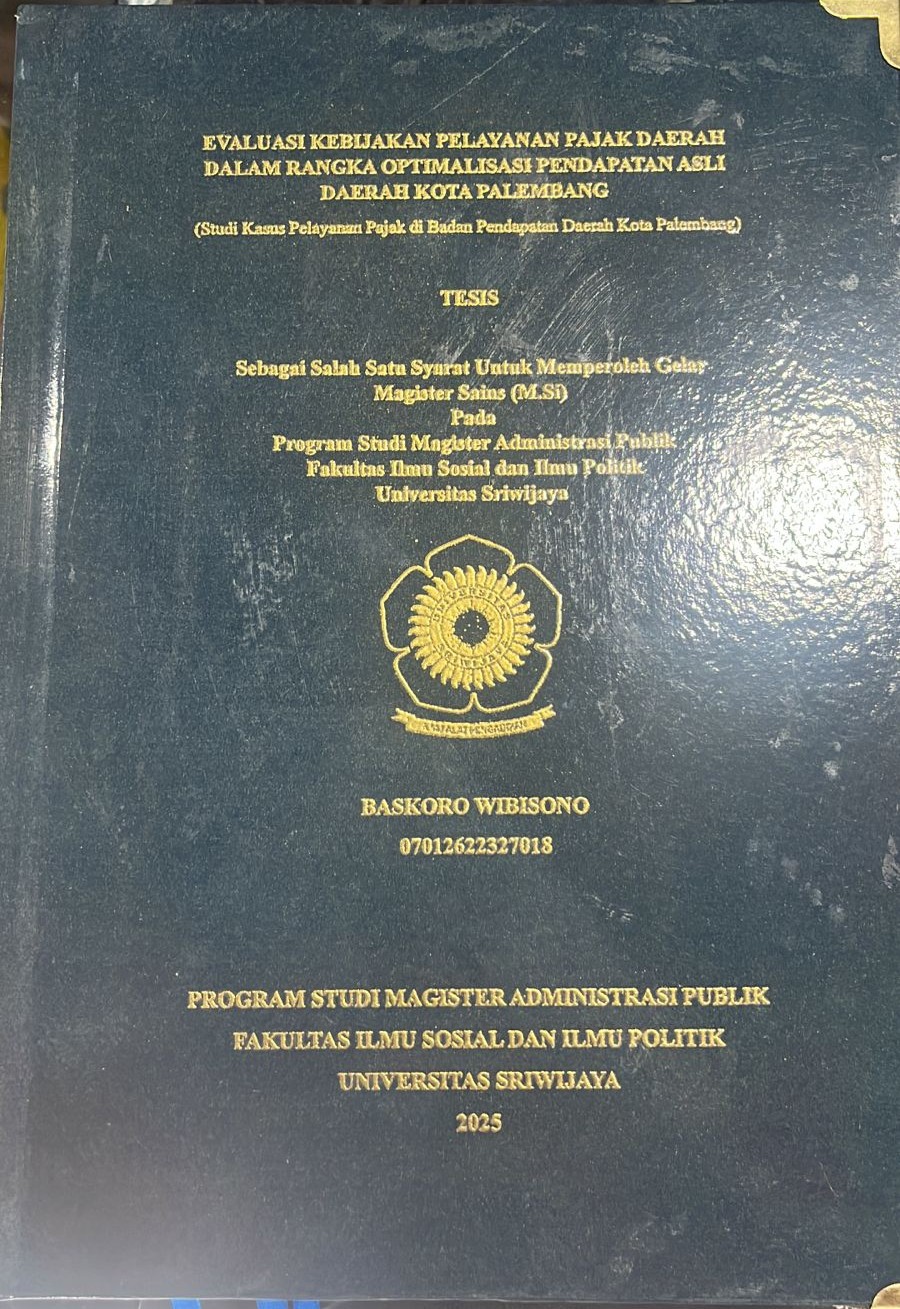 EVALUASI KEBIJAKAN PELAYANAN PAJAK DAERAH
DALAM RANGKA OPTIMALISASI PENDAPATAN ASLI
DAERAH KOTA PALEMBANG
(Studi Kasus Pelayanan Pajak di Badan Pendapatan Daerah Kota Palembang)
TESIS
Sebagai Salah Satu Syarat Untuk Memperoleh Gelar
Magister Sains (M.Si)
Pada
Program Studi Magister Administrasi Publik
Fakultas Ilmu Sosial dan Ilmu Politik
Universitas Sriwijaya
UNIVERSITAS
SRIWIJAYA
PENGABDIAN
BASKORO WIBISONO
07012622327018
PROGRAM STUDI MAGISTER ADMINISTRASI PUBLIK
FAKULTAS ILMU SOSIAL DAN ILMU POLITIK
UNIVERSITAS SRIWIJAYA
2025